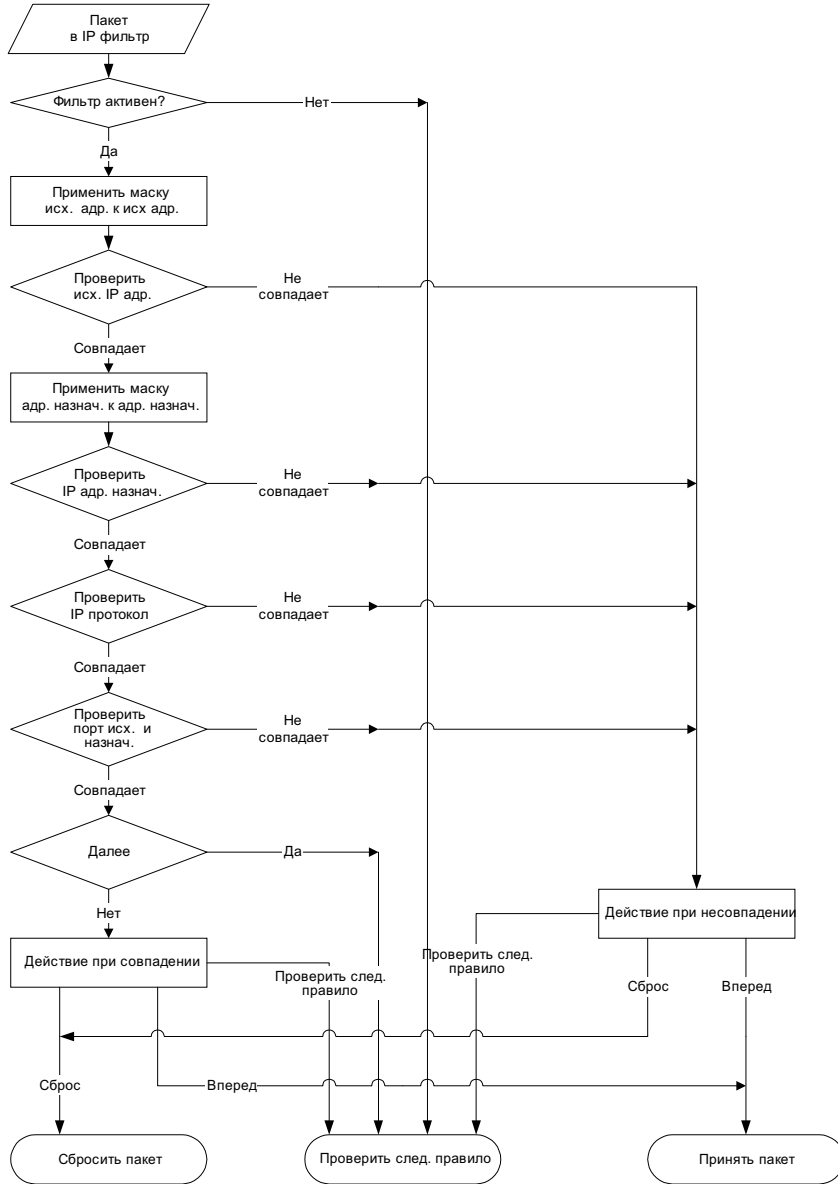 Пакет
в IP фильтр
Фильтр активен?
Нет
Да
Применить маску
исх. адр. к исх адр.
Проверить
исх. IP адр.
Не
совпадает
Совпадает
Применить маску
адр. назнач. к адр. назнач.
Проверить
IP адр. назнач.
Не
совпадает
Совпадает
Проверить
IP протокол
Не
совпадает
Совпадает
Проверить
порт исх. и
назнач.
Не
совпадает
Совпадает
Далее
Да
Нет
Действие при несовпадении
Действие при совпадении
Проверить след.
правило
Проверить след.
правило
Сброс
Вперед
Сброс
Вперед
Сбросить пакет
Проверить след. правило
Принять пакет